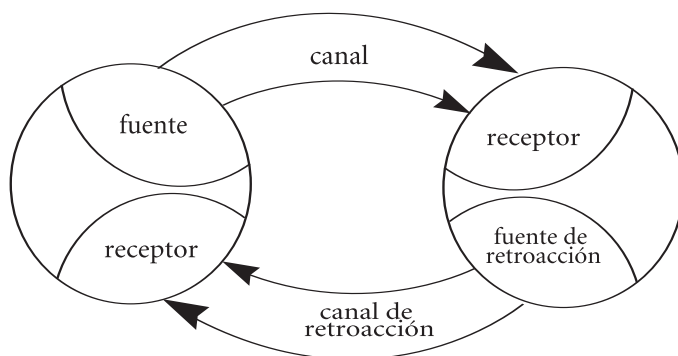 canal
fuente
receptor
receptor
fuente de
retroacción
canal de
retroacción